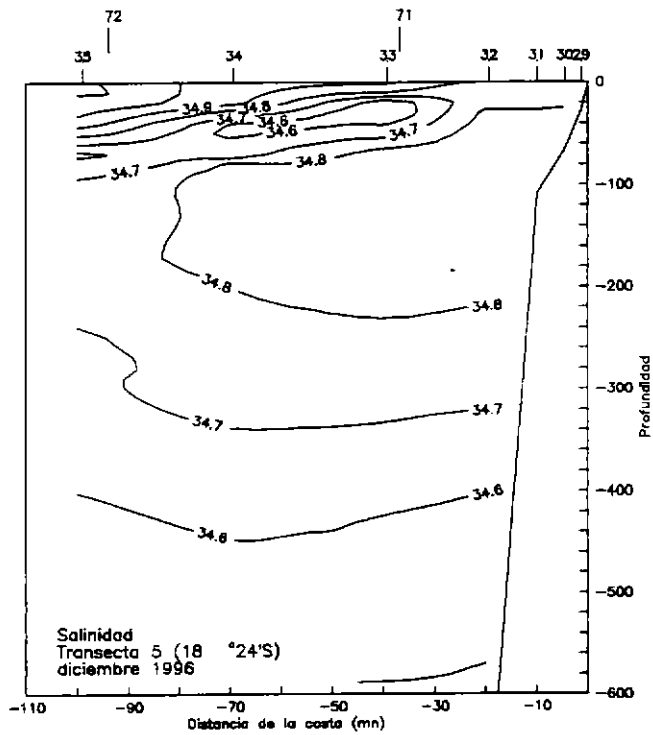 72 71
35 34 33 32 31 30 29
0
34.9 34.8
34.7 34.6
34.6
34.7
34.8
34.7
-100
34.8
-200
34.8
-300
34.7
34.7
-400
34.6
34.6
-500
-600
Profundidad
Salinidad
Transecta 5 (18 °24'S)
diciembre 1996
-110 -90 -70 -50 -30 -10
Distancia de la costa (mn)